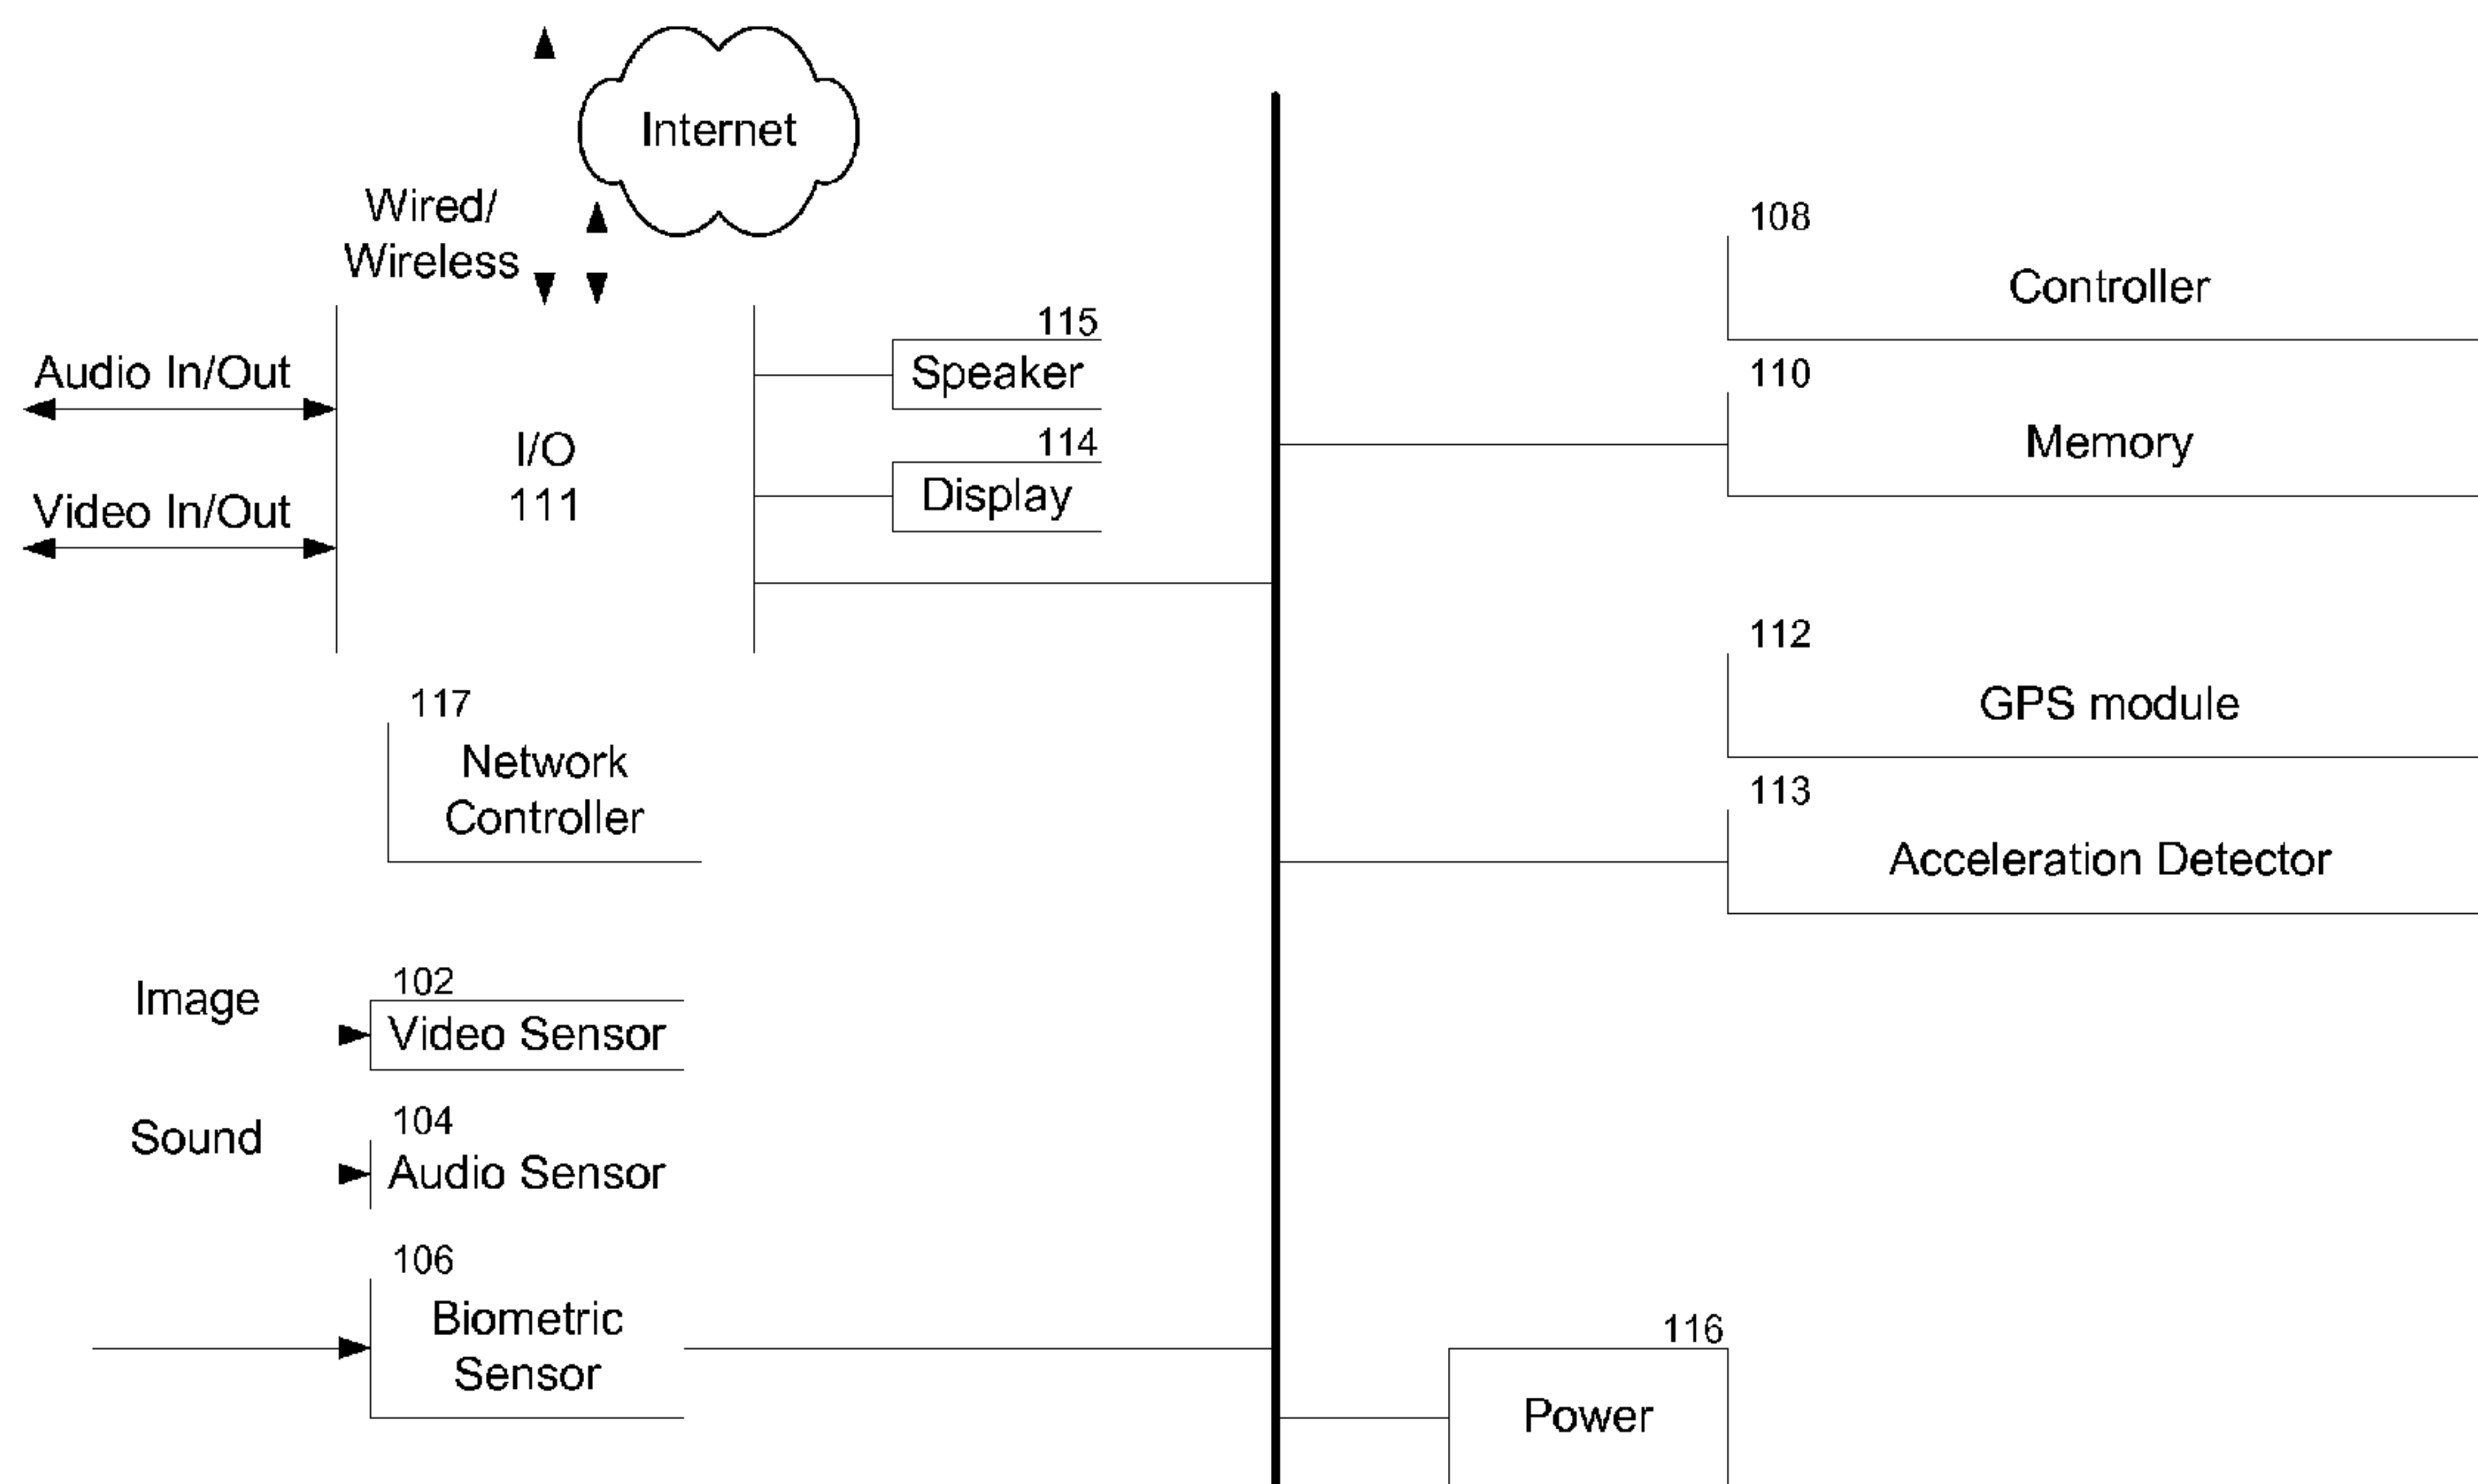 Internet
Wired/
Wireless
108
Controller
115
Speaker
Audio In/Out
110
Memory
I/O
111
114
Display
Video In/Out
112
GPS module
117
Network
Controller
113
Acceleration Detector
Image
102
Video Sensor
Sound
104
Audio Sensor
106
Biometric
Sensor
116
Power